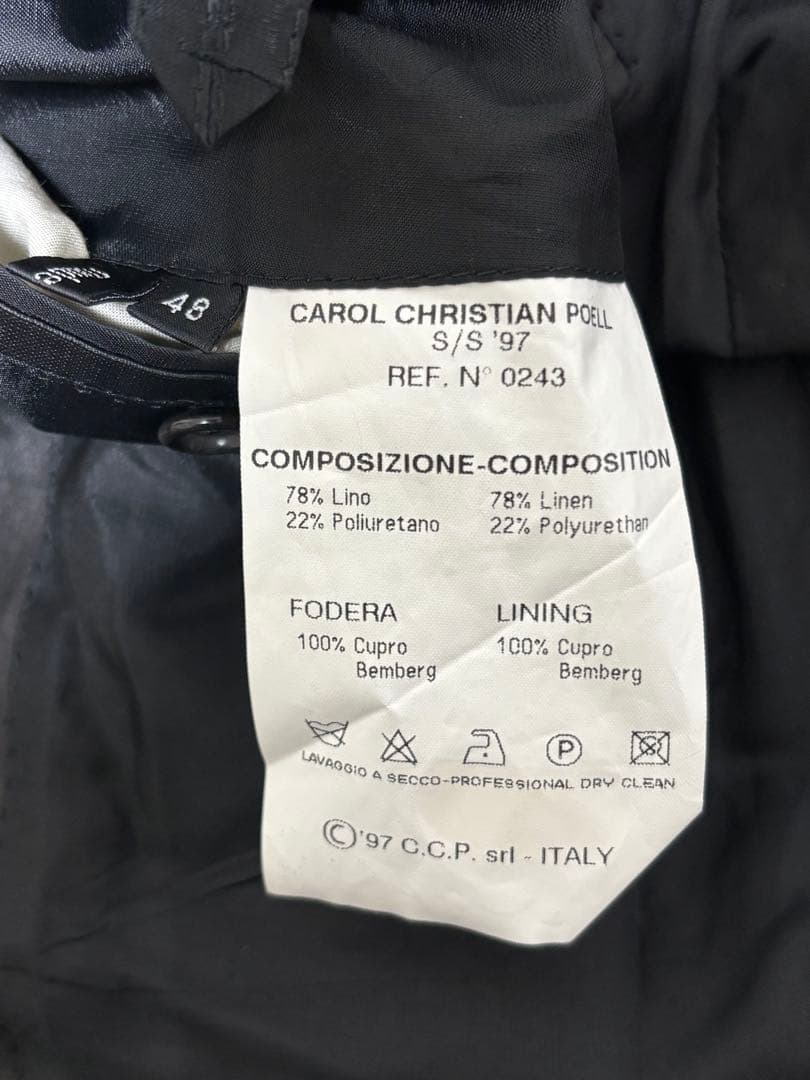 48
CAROL CHRISTIAN POELL
S/S '97
REF. N° 0243
COMPOSIZIONE-COMPOSITION
78% Lino 78% Linen
22% Poliuretano 22% Polyurethan
FODERA LINING
100% Cupro 100% Cupro
Bemberg Bemberg
P
LAVAGGIO A SECCO-PROFESSIONAL DRY CLEAN
©'97 C.C.P. srl - ITALY